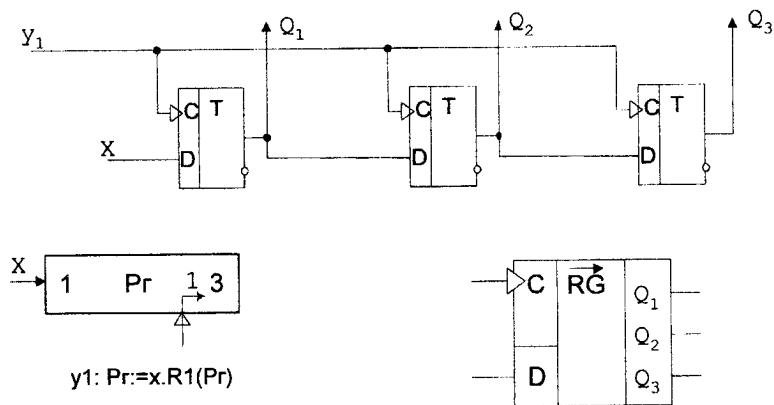 y1 Q1 Q2 Q3
C T C T C T
X D D D
X 1 Pr 1 3
C RG Q1
Q2
D Q3
y1: Pr:=x.R1(Pr)